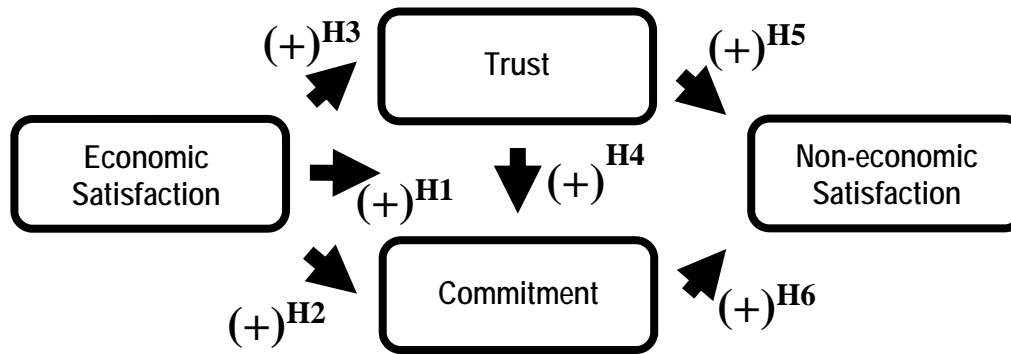 (+)H3
Trust
(+)H5
Economic
Satisfaction
(+)H1
(+)H4
Non-economic
Satisfaction
(+)H2
Commitment
(+)H6